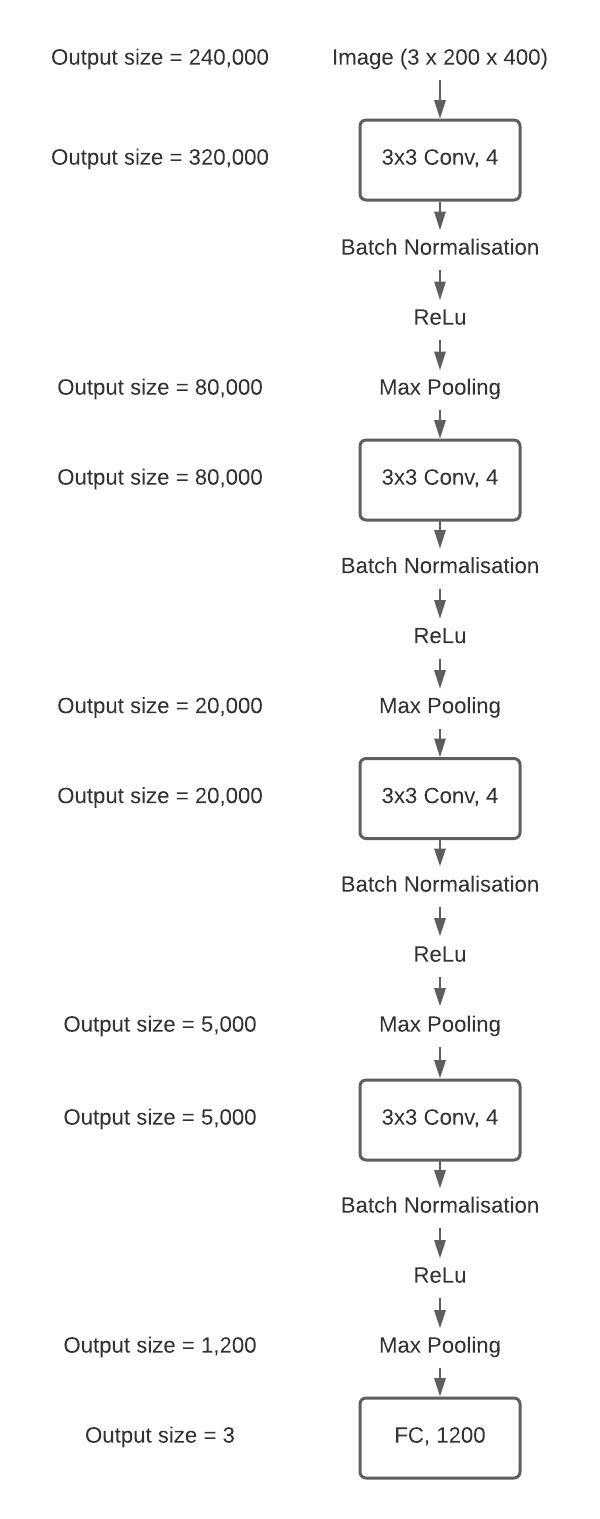 Output size = 240,000 Image (3 x 200 x 400)
Output size = 320,000 3x3 Conv, 4
Batch Normalisation
ReLu
Output size = 80,000 Max Pooling
Output size = 80,000 3x3 Conv, 4
Batch Normalisation
ReLu
Output size = 20,000 Max Pooling
Output size = 20,000 3x3 Conv, 4
Batch Normalisation
ReLu
Output size = 5,000 Max Pooling
Output size = 5,000 3x3 Conv, 4
Batch Normalisation
ReLu
Output size = 1,200 Max Pooling
Output size = 3 FC, 1200